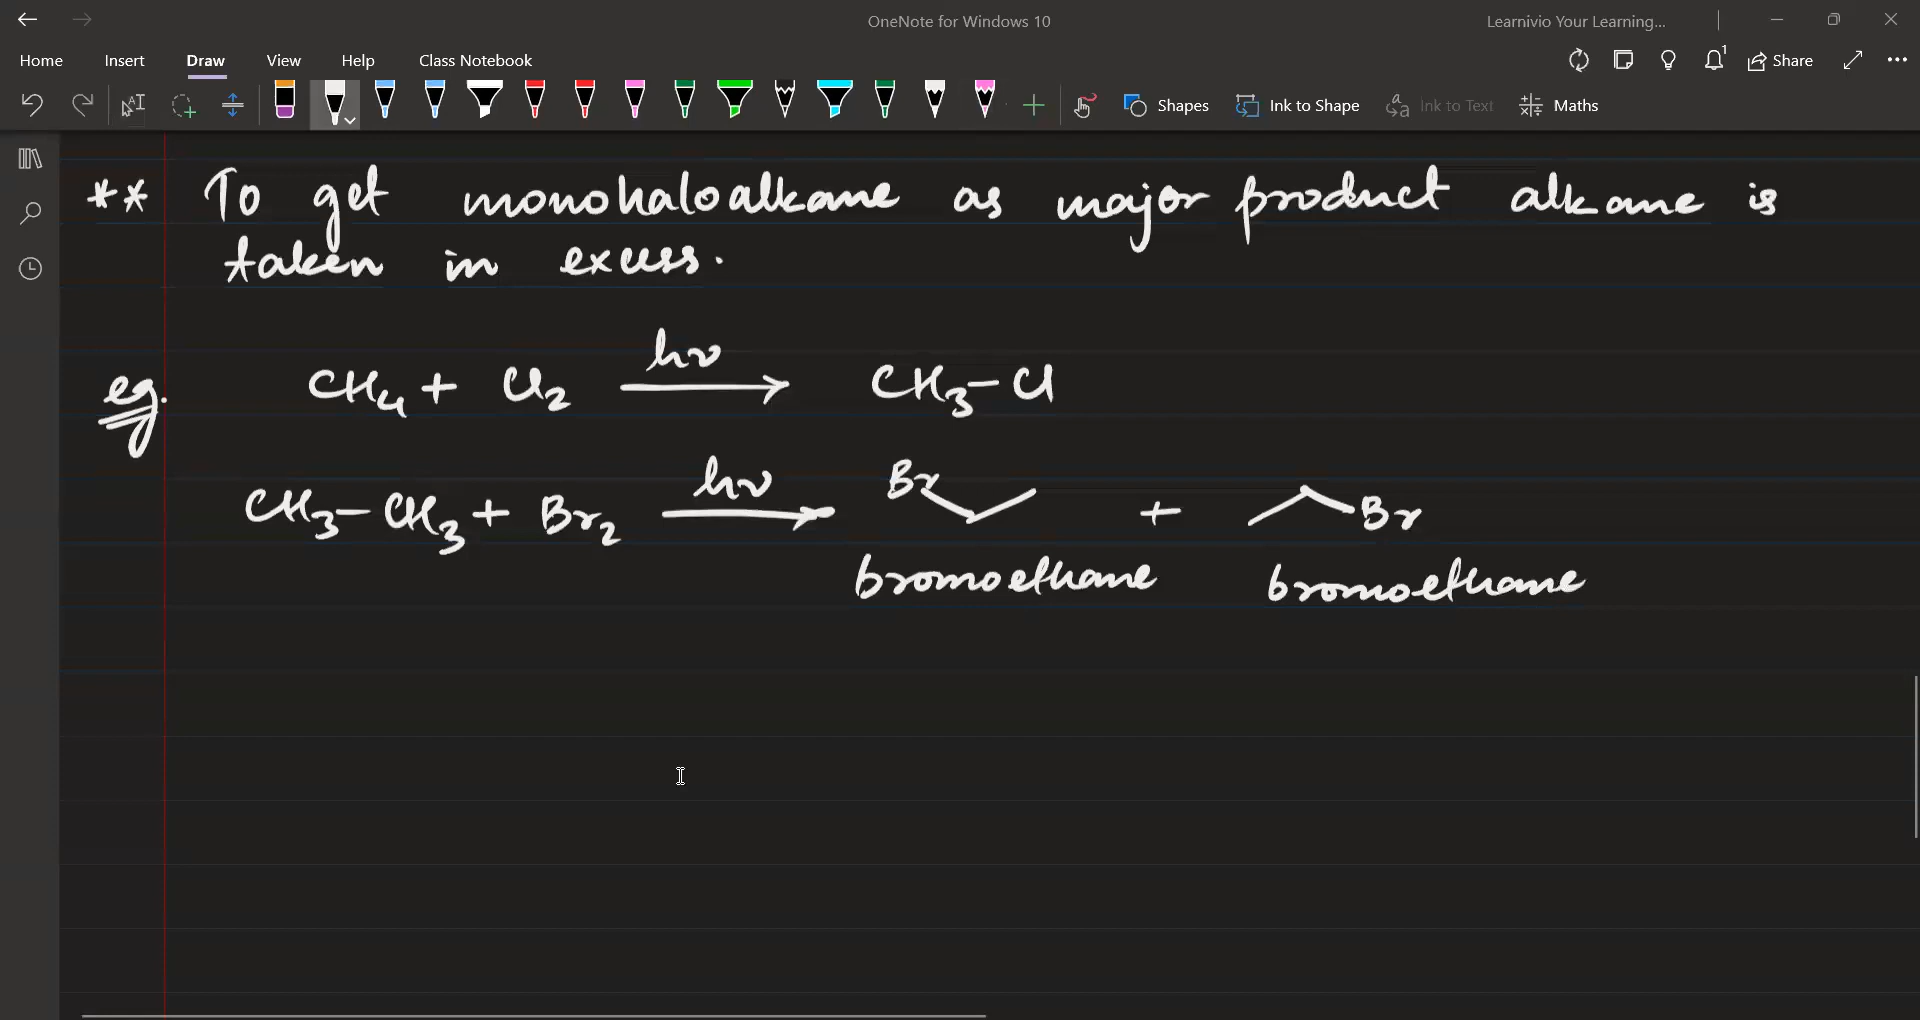 OneNote for Windows 10
Learnivio Your Learning...
Home Insert Draw View Help Class Notebook
1 Share
Shapes Ink to Shape Ink to Text Maths
** To get monohaloalkane as major product alkane is
taken in excess.
eg. CH4 + Cl2 hν → CH3-Cl
CH3-CH3 + Br2 hν → Br + Br
bromoethane bromoethane